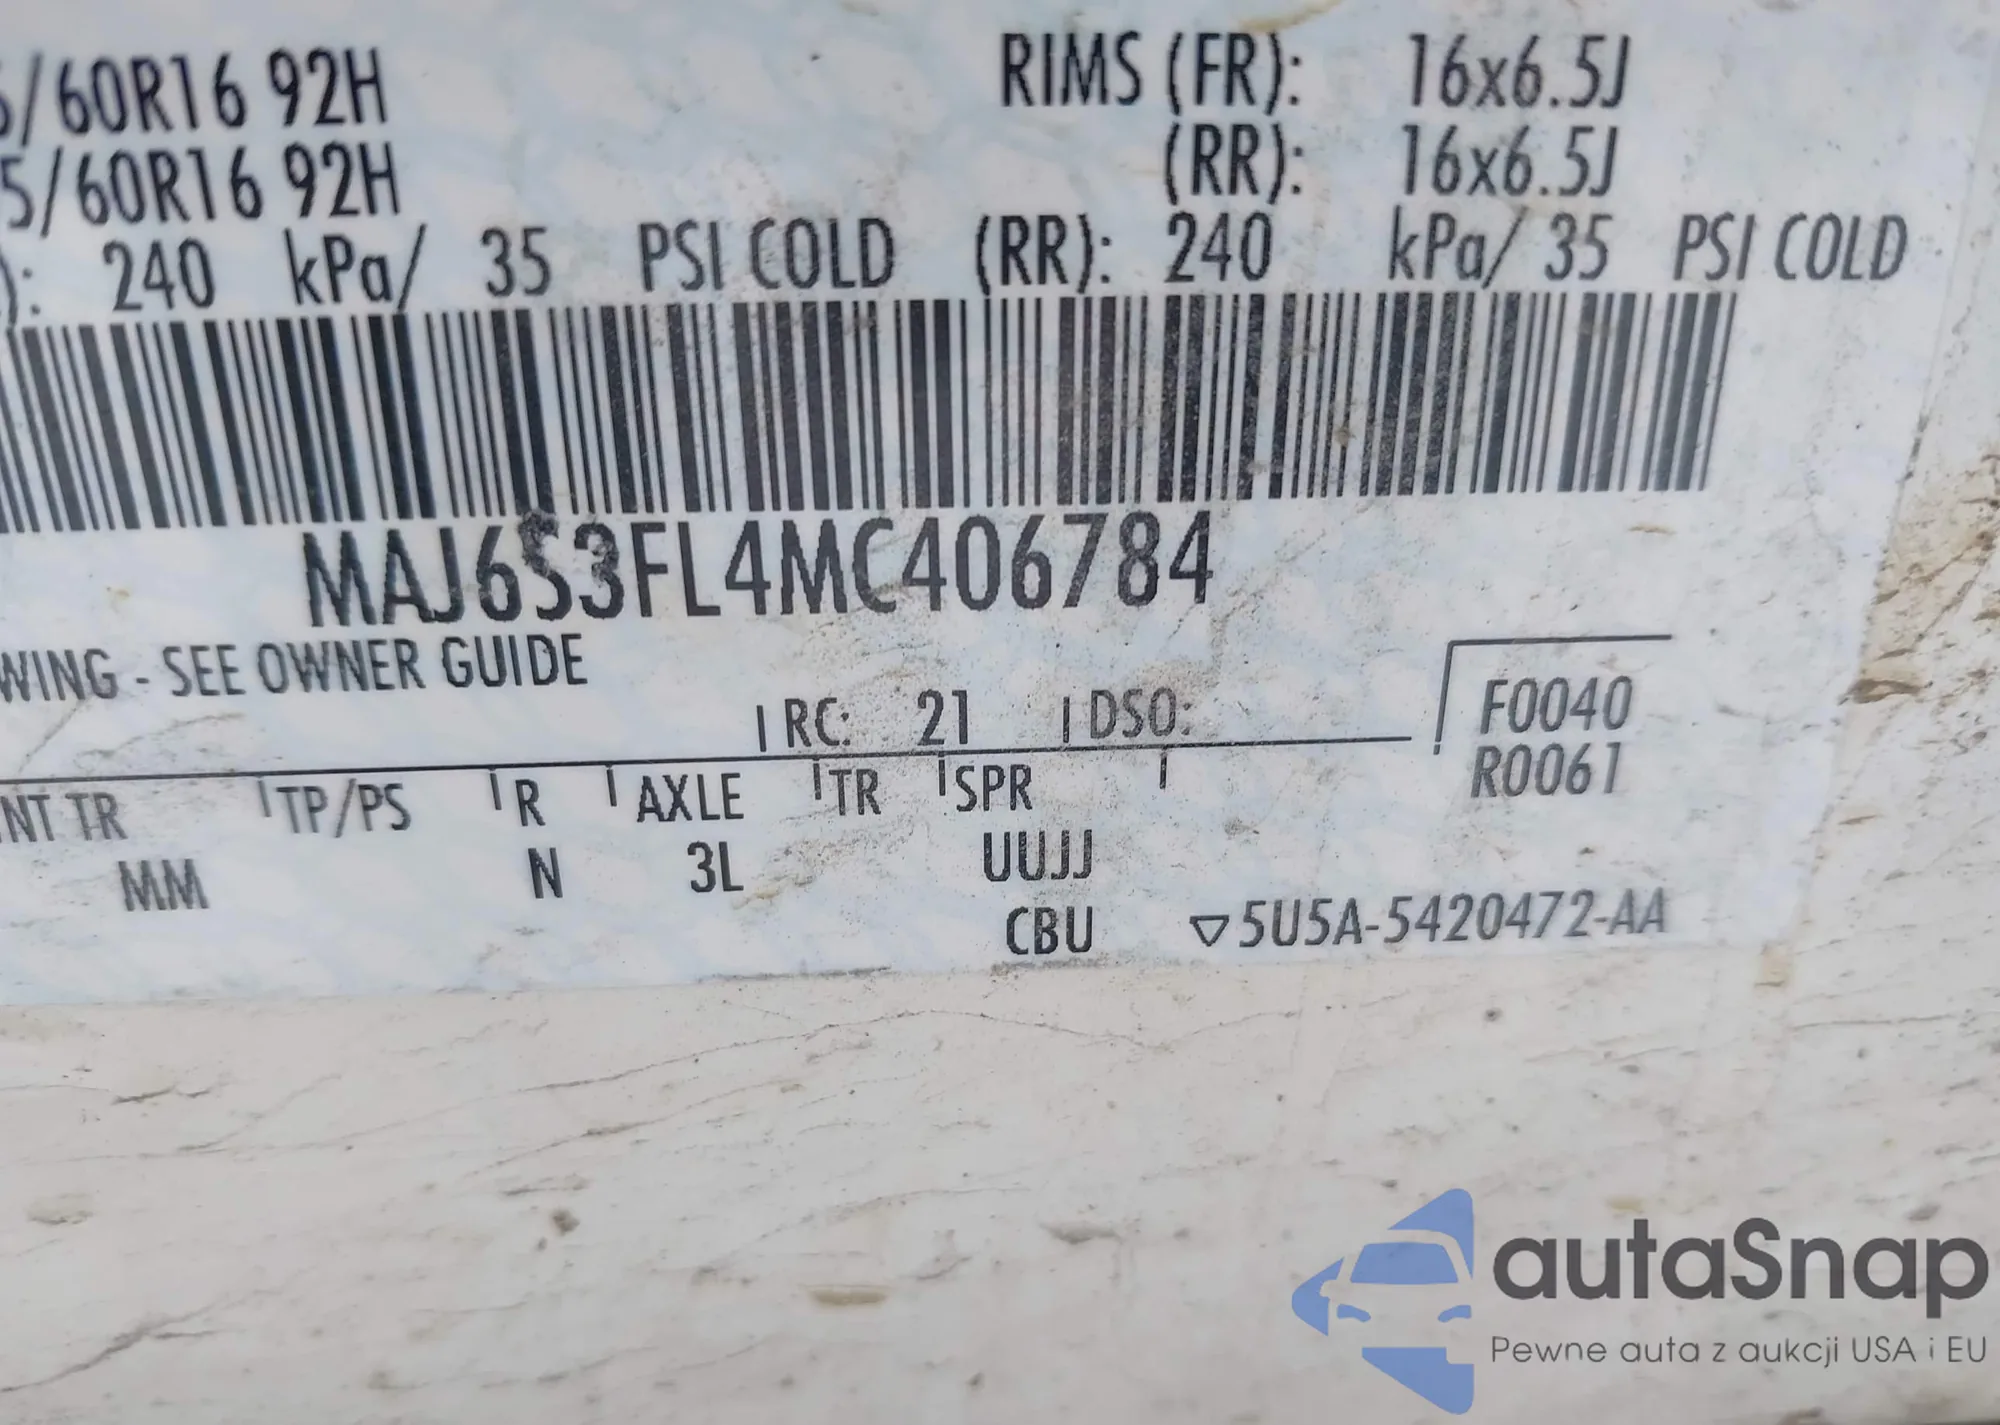 5/60R16 92H RIMS (FR): 16x6.5J
5/60R16 92H (RR): 16x6.5J
): 240 kPa/ 35 PSI COLD (RR): 240 kPa/ 35 PSI COLD
MAJ6S3FL4MC406784
WING - SEE OWNER GUIDE
RC: 21 DSO:
F0040
R0061
INT TR TP/PS R AXLE TR SPR
MM N 3L UUJJ
CBU ▽5U5A-5420472-AA
autaSnap
Pewne auta z aukcji USA i EU